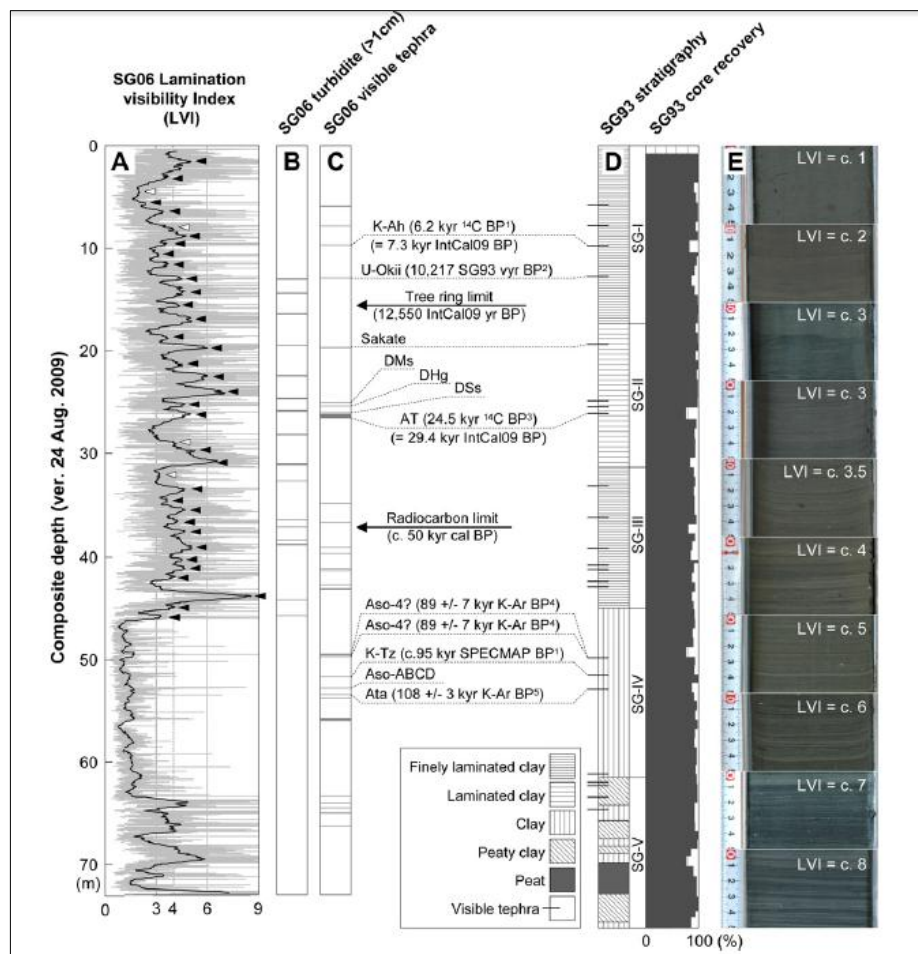 SG06 Lamination
visibility Index
(LVI)
SG06 turbidite (>1cm)
SG06 visible tephra
SG93 stratigraphy
SG93 core recovery
A
B
C
D
E
Composite depth (ver. 24 Aug. 2009)
0
10
20
30
40
50
60
70
(m)
0
3
4
6
9
K-Ah (6.2 kyr ¹⁴C BP¹)
(= 7.3 kyr IntCal09 BP)
U-Okii (10,217 SG93 vyr BP²)
Tree ring limit
(12,550 IntCal09 yr BP)
Sakate
DMs
DHg
DSs
AT (24.5 kyr ¹⁴C BP³)
(= 29.4 kyr IntCal09 BP)
Radiocarbon limit
(c. 50 kyr cal BP)
Aso-4? (89 +/- 7 kyr K-Ar BP⁴)
Aso-4? (89 +/- 7 kyr K-Ar BP⁴)
K-Tz (c.95 kyr SPECMAP BP¹)
Aso-ABCD
Ata (108 +/- 3 kyr K-Ar BP⁵)
Finely laminated clay
Laminated clay
Clay
Peaty clay
Peat
Visible tephra
SG-I
SG-II
SG-III
SG-IV
SG-V
0
100 (%)
LVI = c. 1
LVI = c. 2
LVI = c. 3
LVI = c. 3
LVI = c. 3.5
LVI = c. 4
LVI = c. 5
LVI = c. 6
LVI = c. 7
LVI = c. 8